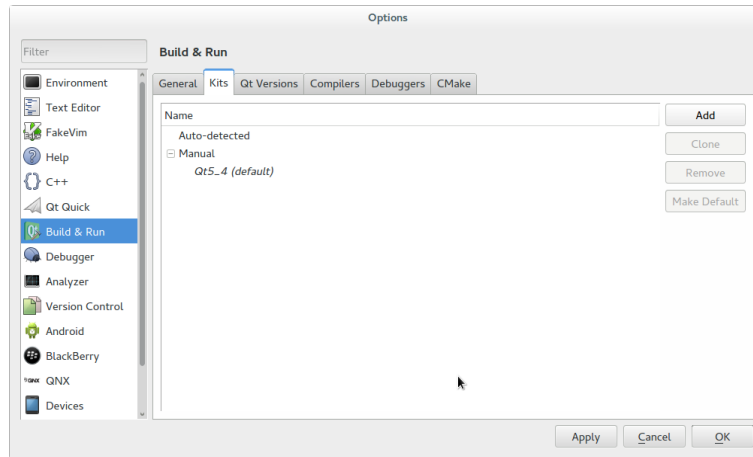 Options
Filter
Build & Run
Environment
Text Editor
FakeVim
Help
C++
Qt Quick
Build & Run
Debugger
Analyzer
Version Control
Android
BlackBerry
QNX
Devices
General Kits Qt Versions Compilers Debuggers CMake
Name
Auto-detected
Manual
Qt5_4 (default)
Add
Clone
Remove
Make Default
Apply Cancel OK